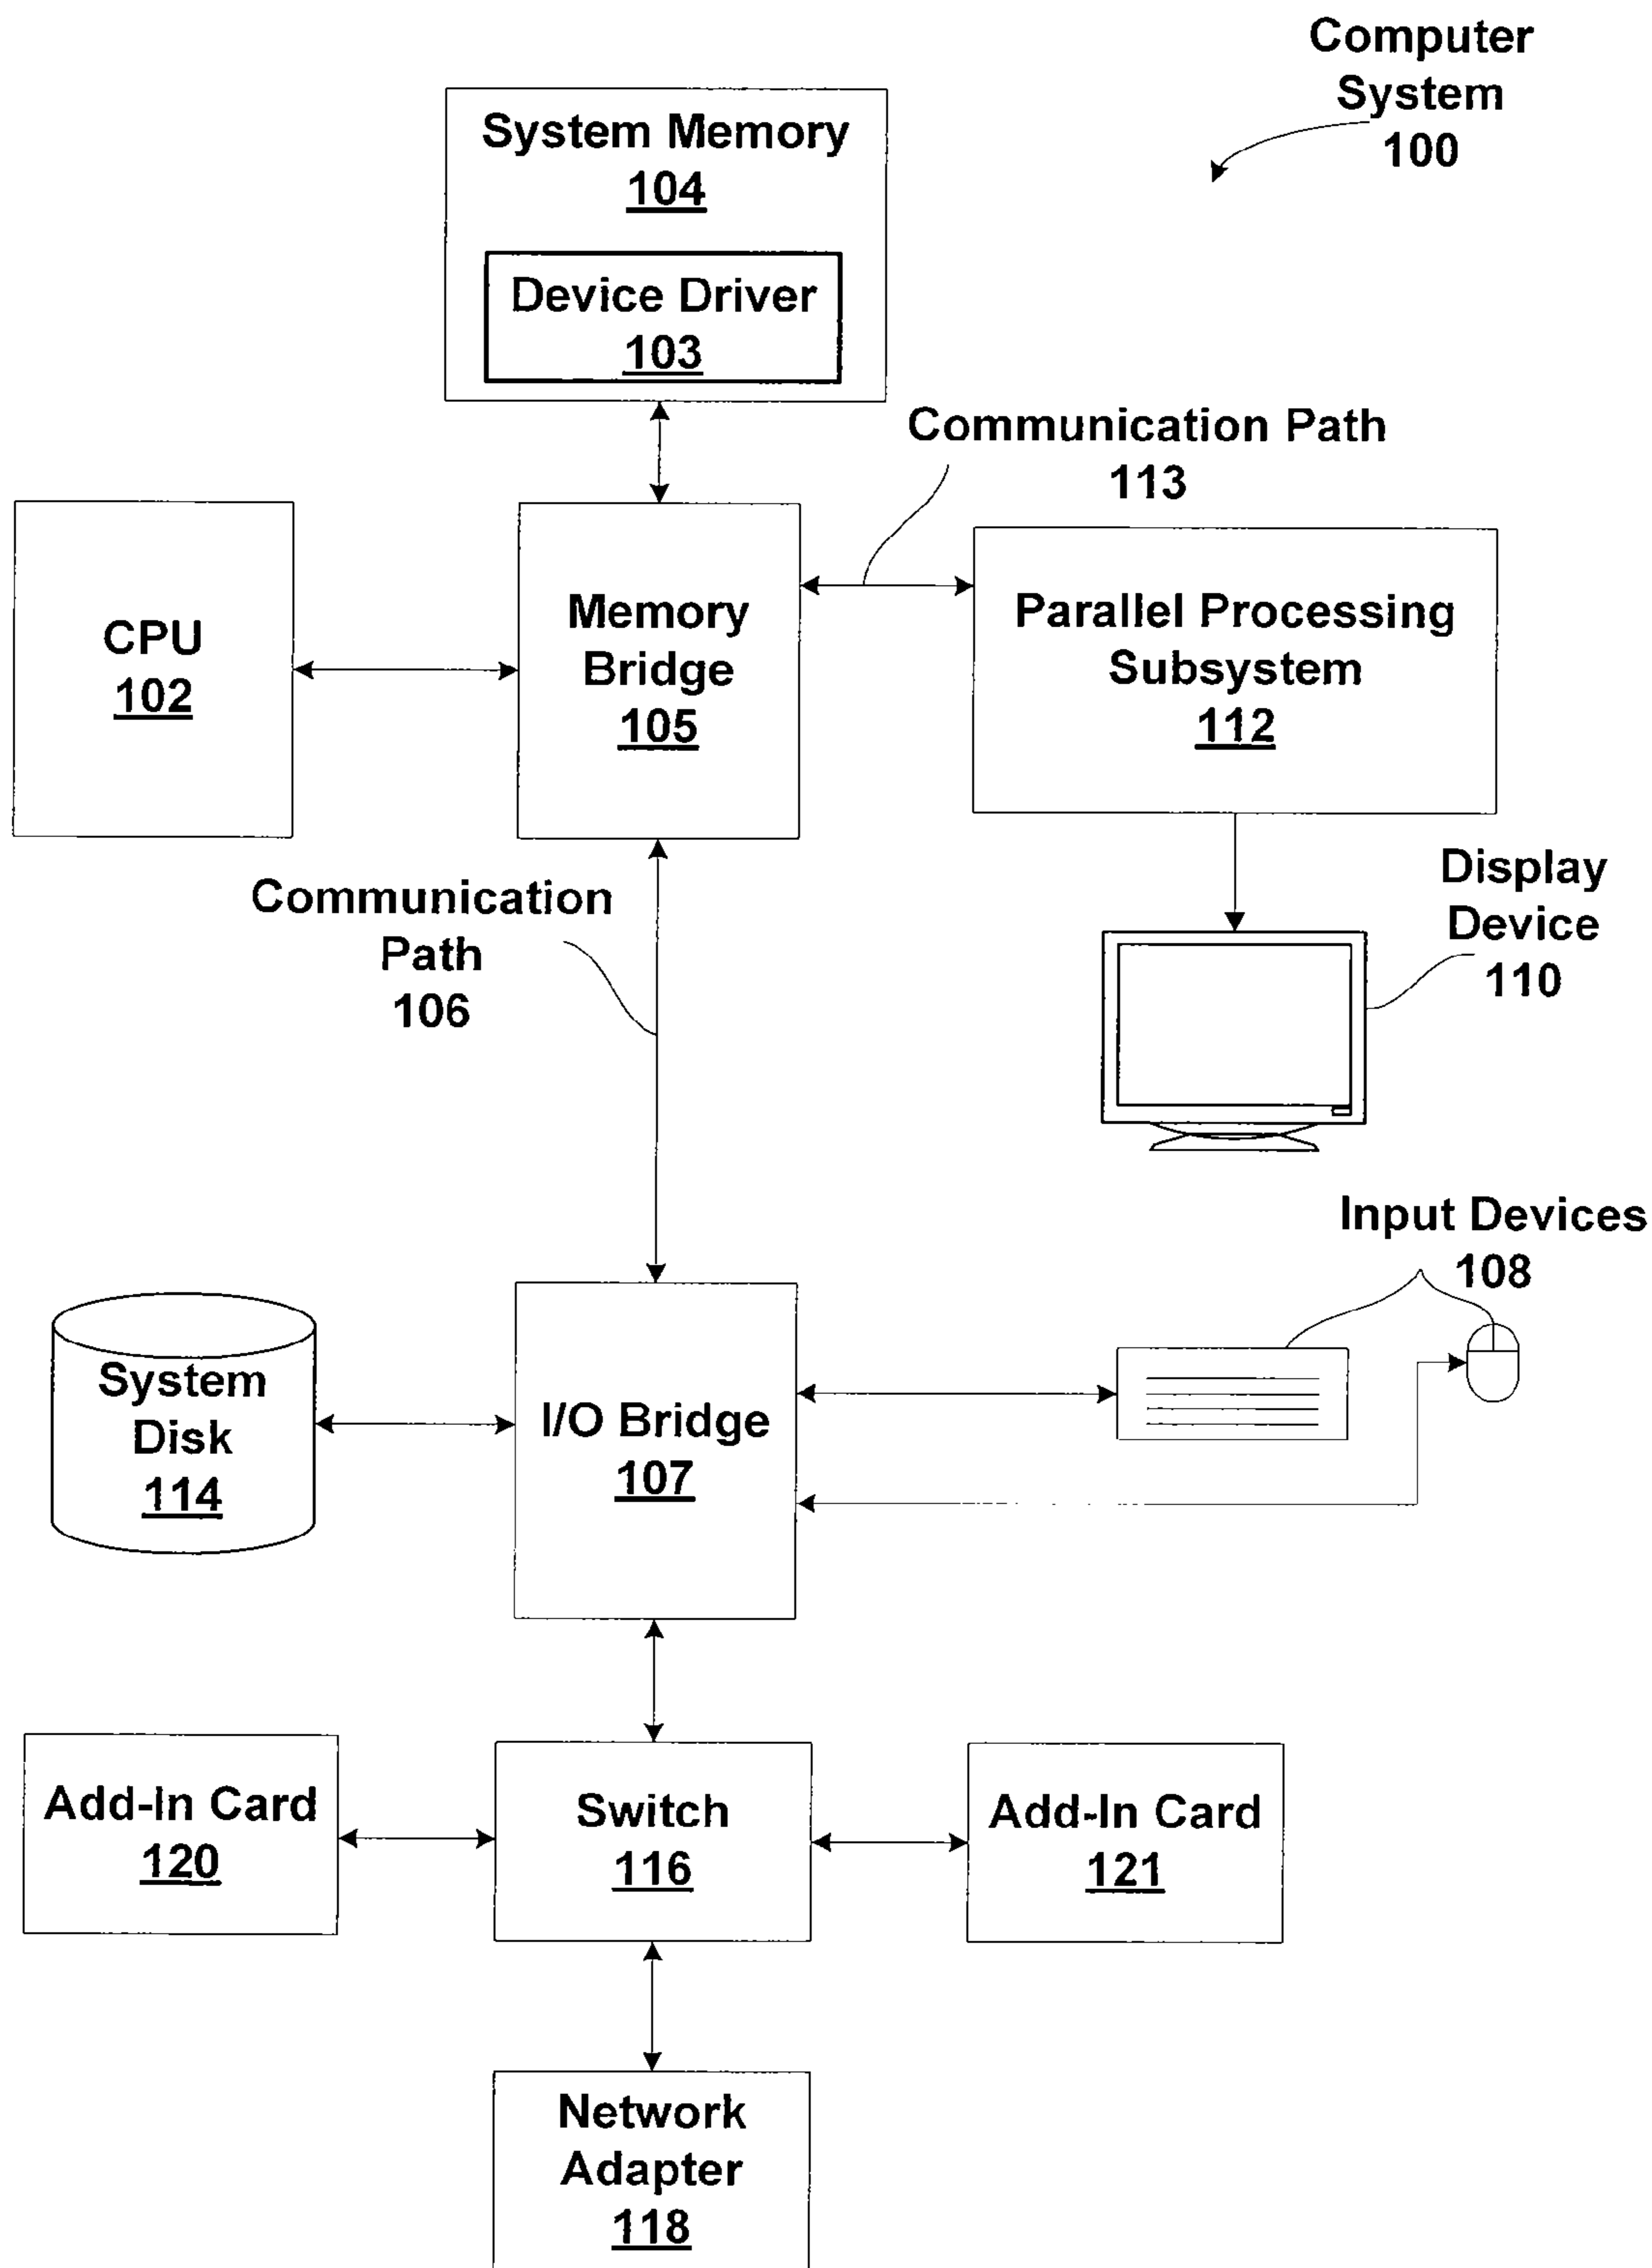 Computer
System
100
System Memory
104
Device Driver
103
Communication Path
113
CPU
102
Memory
Bridge
105
Parallel Processing
Subsystem
112
Communication
Path
106
Display
Device
110
Input Devices
108
System
Disk
114
I/O Bridge
107
Add-In Card
120
Switch
116
Add-In Card
121
Network
Adapter
118